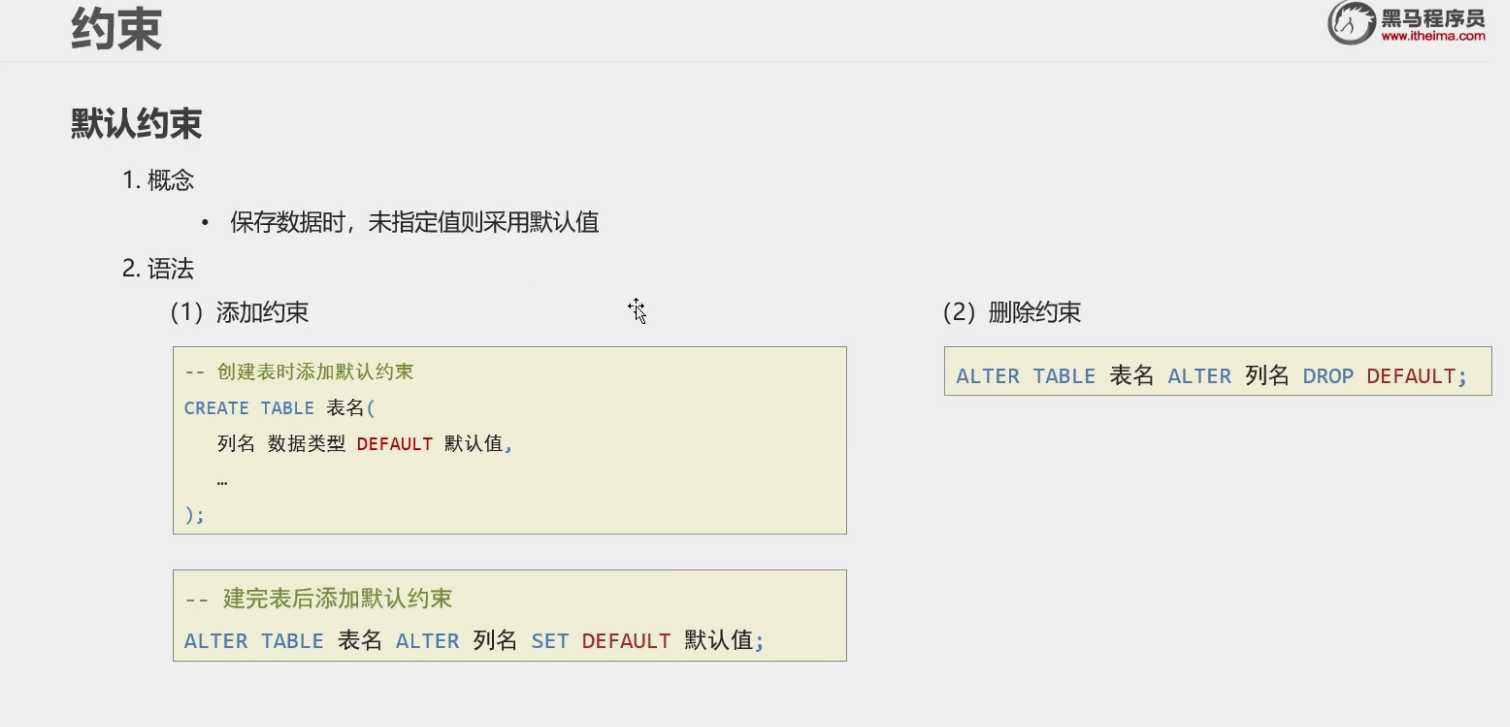 约束
黑马程序员
www.itheima.com
默认约束
1. 概念
• 保存数据时，未指定值则采用默认值
2. 语法
（1）添加约束
-- 创建表时添加默认约束
CREATE TABLE 表名(
列名 数据类型 DEFAULT 默认值,
…
);
-- 建完表后添加默认约束
ALTER TABLE 表名 ALTER 列名 SET DEFAULT 默认值;
（2）删除约束
ALTER TABLE 表名 ALTER 列名 DROP DEFAULT;